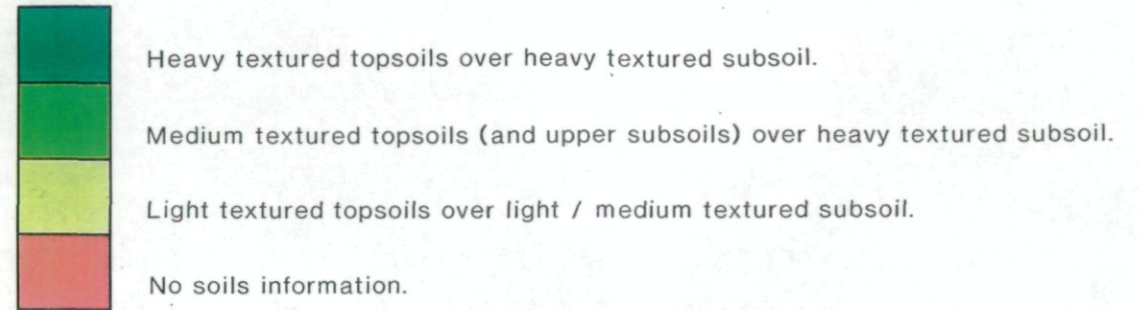 Heavy textured topsoils over heavy textured subsoil.
Medium textured topsoils (and upper subsoils) over heavy textured subsoil.
Light textured topsoils over light / medium textured subsoil.
No soils information.